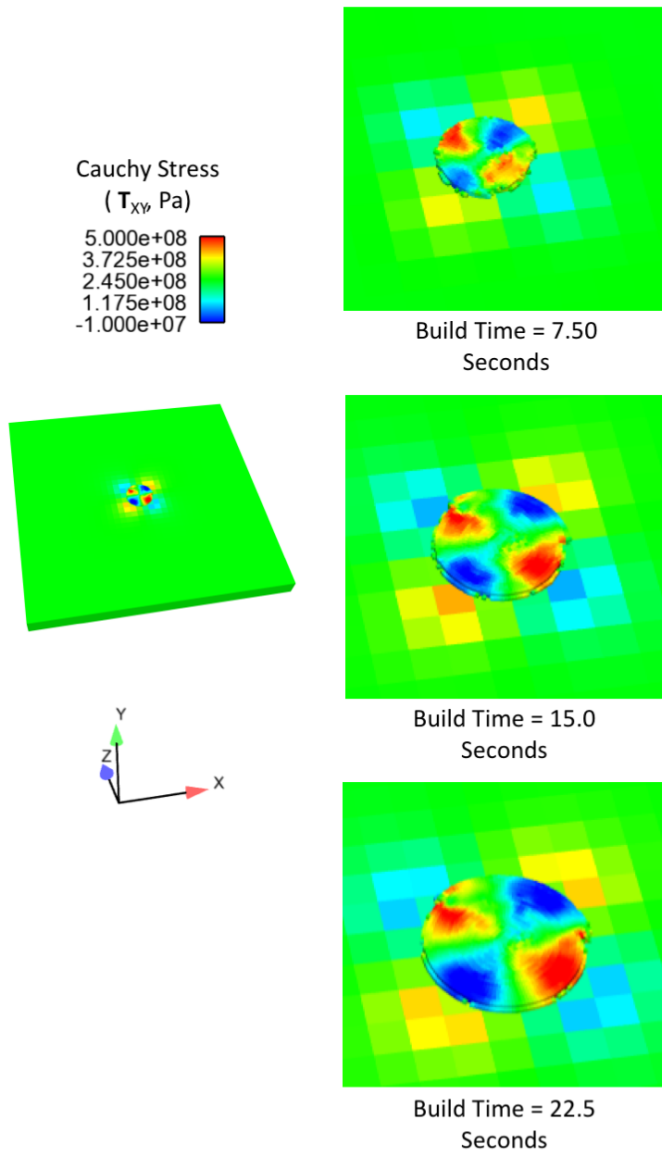 Cauchy Stress
( T_XY, Pa)
5.000e+08
3.725e+08
2.450e+08
1.175e+08
-1.000e+07
Build Time = 7.50
Seconds
Y
Z
X
Build Time = 15.0
Seconds
Build Time = 22.5
Seconds